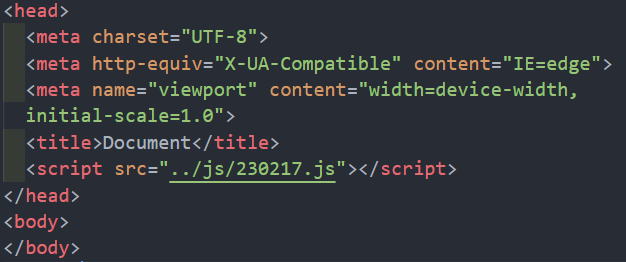 <head>
<meta charset="UTF-8">
<meta http-equiv="X-UA-Compatible" content="IE=edge">
<meta name="viewport" content="width=device-width,
initial-scale=1.0">
<title>Document</title>
<script src="../js/230217.js"></script>
</head>
<body>
</body>